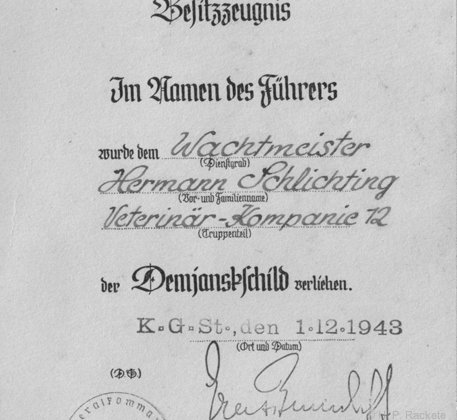 Besitzzeugnis
Im Namen des Führers
wurde dem Wachtmeister
(Dienstgrad)
Hermann Schlichting
(Vor- und Familienname)
Veterinär-Kompanie 12
(Truppenteil)
der Demjanskschild verliehen.
K.G.St., den 1.12.1943
(Ort und Datum)
P. Rackete